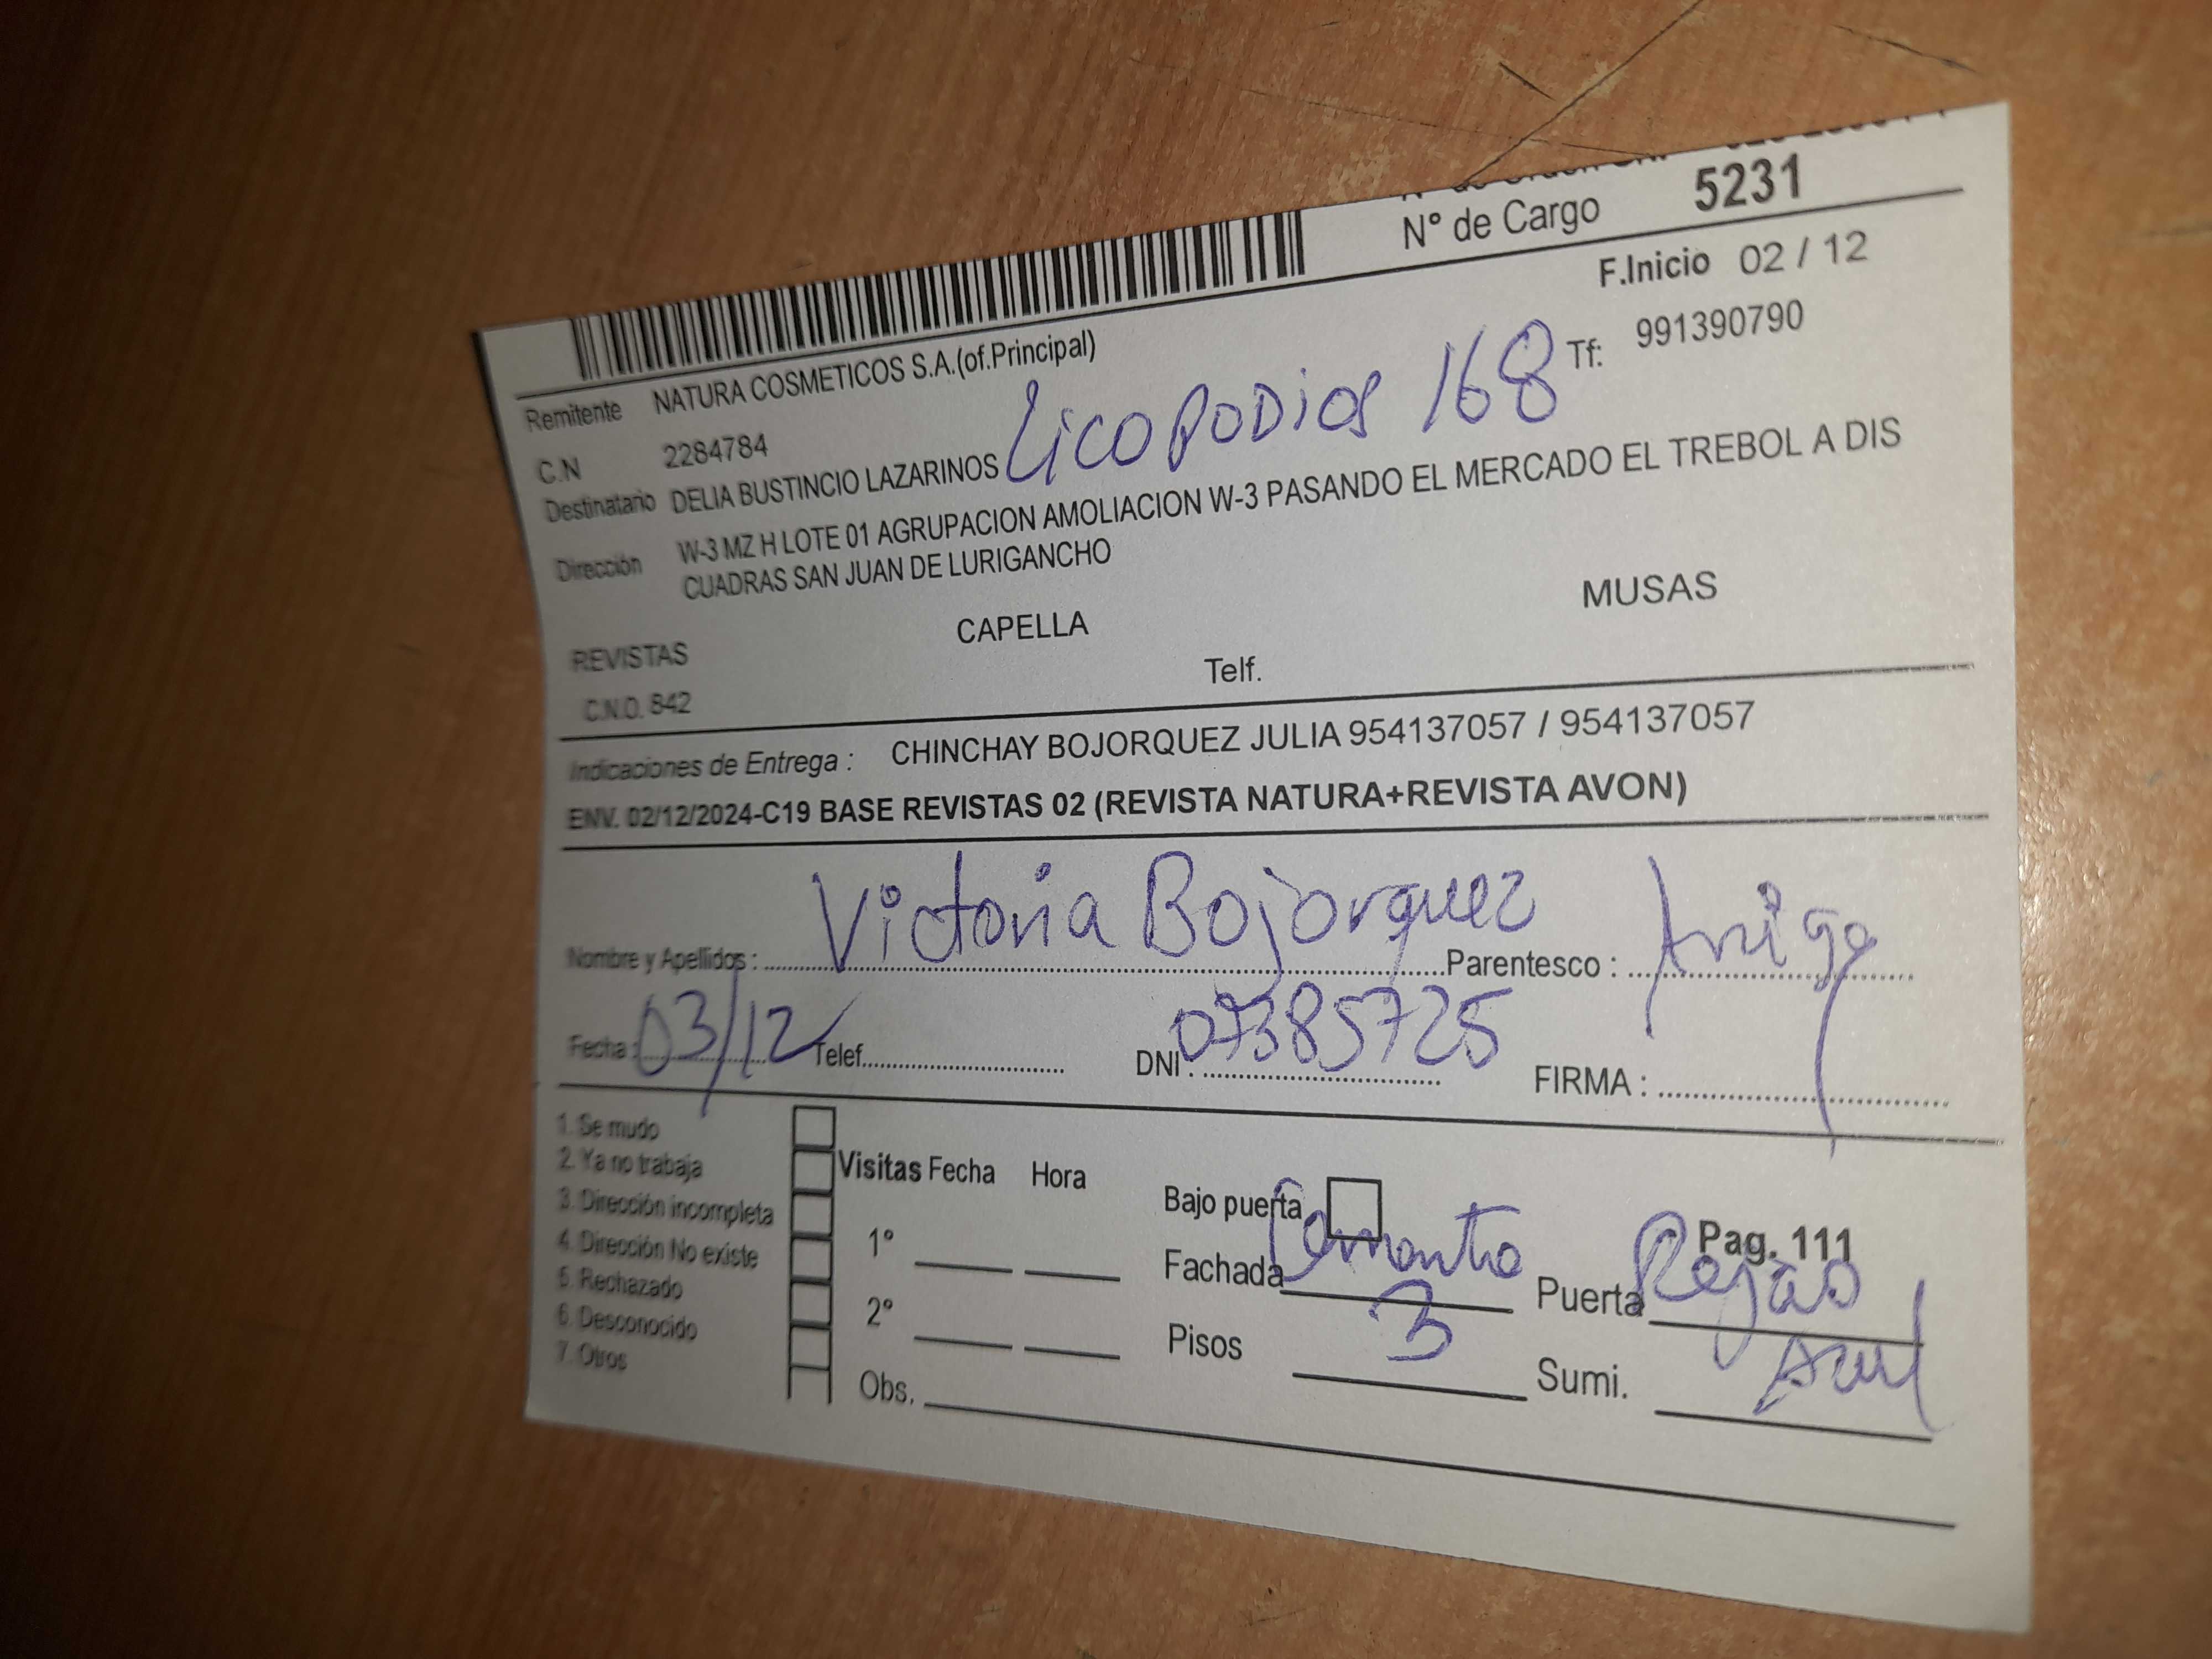 N° de Cargo 5231
F.Inicio 02 / 12
Remitente NATURA COSMETICOS S.A.(of.Principal)
Tf: 991390790
C.N 2284784
Licopodios 168
Destinatario DELIA BUSTINCIO LAZARINOS
Dirección W-3 MZ H LOTE 01 AGRUPACION AMOLIACION W-3 PASANDO EL MERCADO EL TREBOL A DIS
CUADRAS SAN JUAN DE LURIGANCHO
REVISTAS CAPELLA MUSAS
C.N.O. 842 Telf.
Indicaciones de Entrega : CHINCHAY BOJORQUEZ JULIA 954137057 / 954137057
ENV. 02/12/2024-C19 BASE REVISTAS 02 (REVISTA NATURA+REVISTA AVON)
Nombre y Apellidos : Victoria Bojorquez Parentesco : Amiga
Fecha : 03/12 Telef. DNI : 07385725 FIRMA :
1. Se mudo
2. Ya no trabaja
3. Dirección incompleta
4. Dirección No existe
5. Rechazado
6. Desconocido
7. Otros
Visitas Fecha Hora
1°
2°
Obs.
Bajo puerta Pag. 111
Fachada Puerta Rejas
Azul
Pisos 3 Sumi.